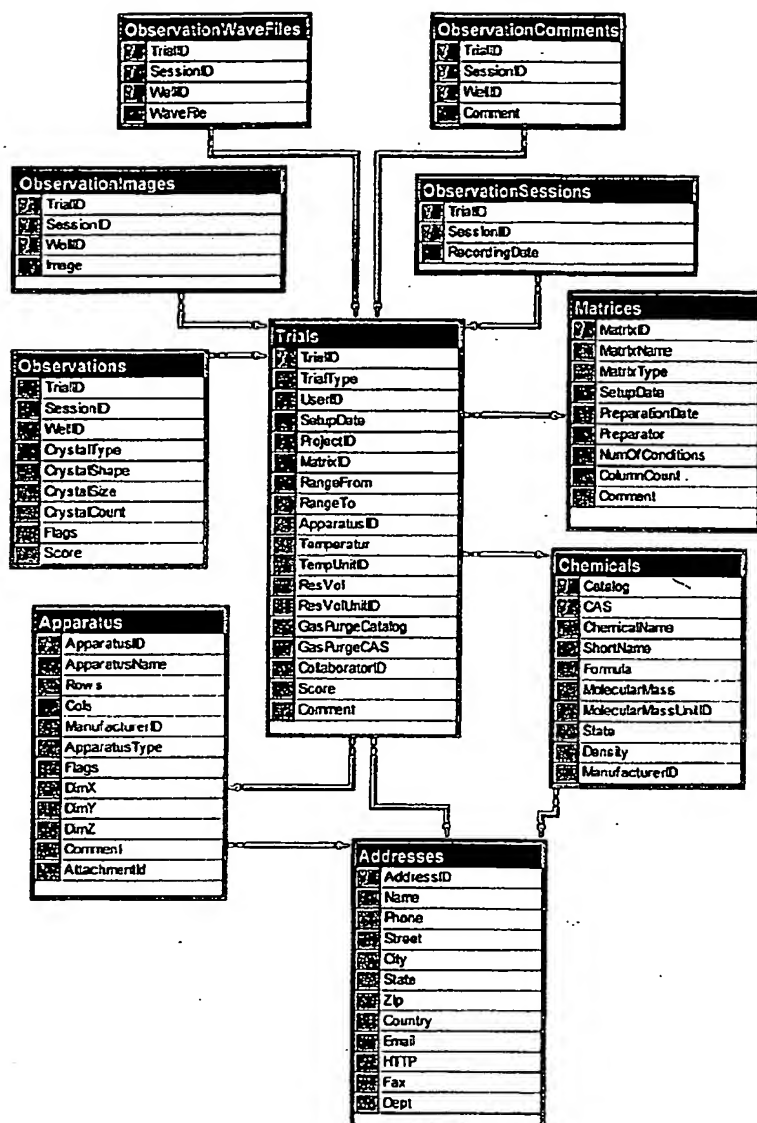 ObservationWaveFiles
TrialID
SessionID
WellID
WaveFile
ObservationComments
TrialID
SessionID
WellID
Comment
ObservationImages
TrialID
SessionID
WellID
Image
ObservationSessions
TrialID
SessionID
RecordingDate
Trials
TrialID
TrialType
UserID
SetupDate
ProjectID
MatrixID
RangeFrom
RangeTo
ApparatusID
Temperatur
TempUnitID
ResVol
ResVolUnitID
GasPurgeCatalog
GasPurgeCAS
CollaboratorID
Score
Comment
Matrices
MatrixID
MatrixName
MatrixType
SetupDate
PreparationDate
Preparator
NumOfConditions
ColumnCount
Comment
Observations
TrialID
SessionID
WellID
CrystalType
CrystalShape
CrystalSize
CrystalCount
Flags
Score
Chemicals
Catalog
CAS
ChemicalName
ShortName
Formula
MolecularMass
MolecularMassUnitID
State
Density
ManufacturerID
Apparatus
ApparatusID
ApparatusName
Rows
Cols
ManufacturerID
ApparatusType
Flags
DimX
DimY
DimZ
Comment
AttachmentId
Addresses
AddressID
Name
Phone
Street
City
State
Zip
Country
Email
HTTP
Fax
Dept